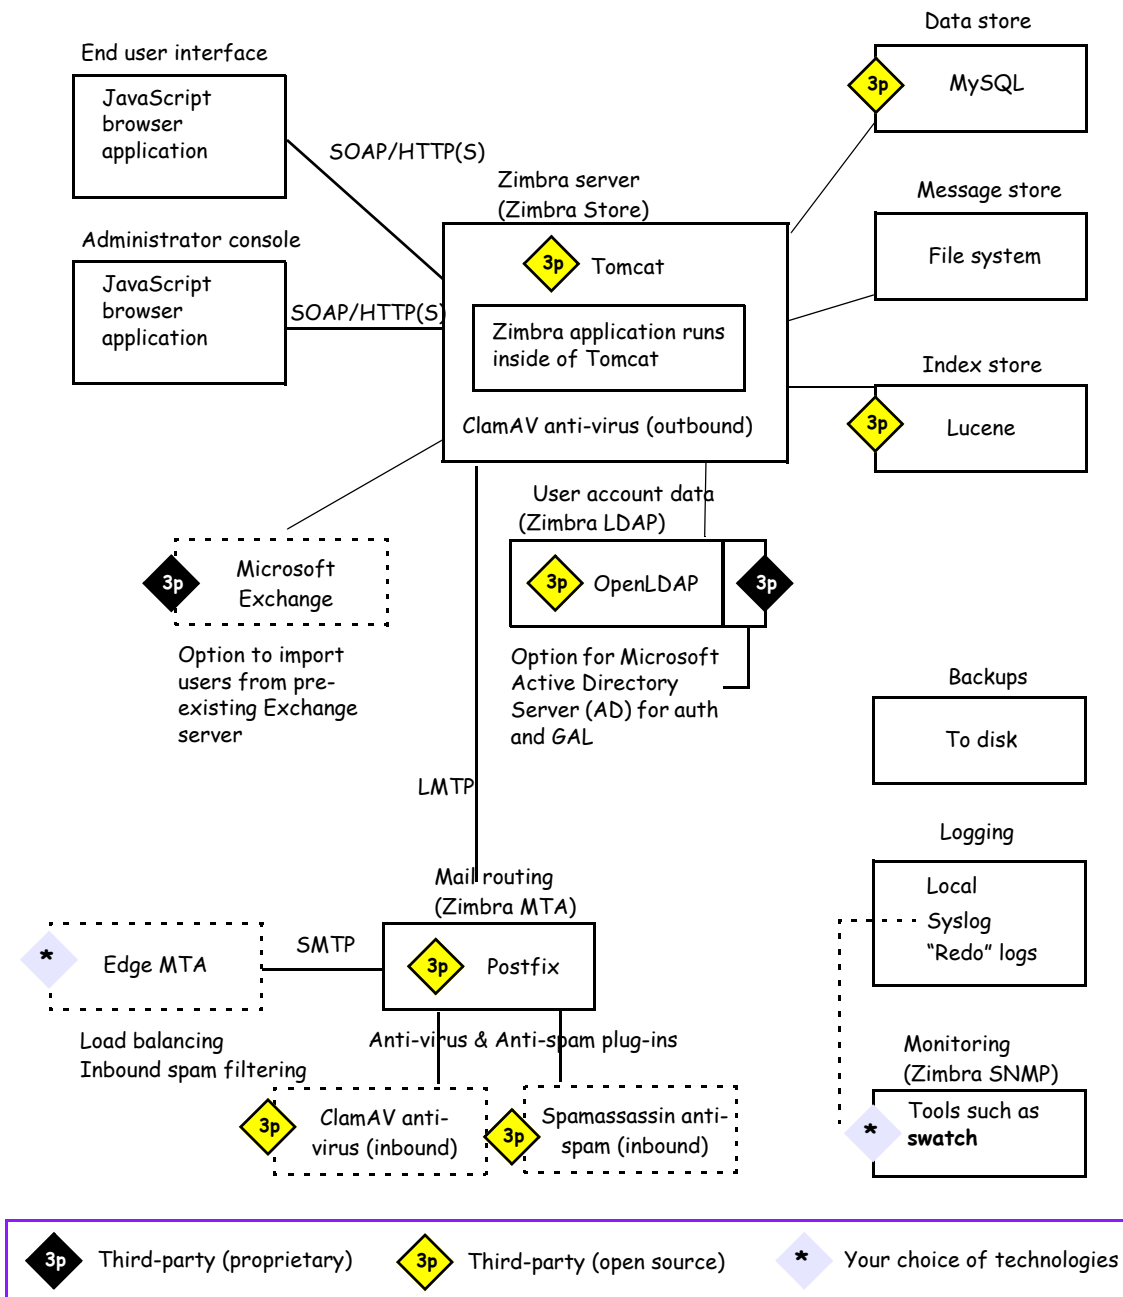 Data store
3p
MySQL
End user interface
JavaScript
browser
application
SOAP/HTTP(S)
Zimbra server
(Zimbra Store)
Message store
File system
Administrator console
JavaScript
browser
application
SOAP/HTTP(S)
3p
Tomcat
Zimbra application runs
inside of Tomcat
ClamAV anti-virus (outbound)
Index store
3p
Lucene
User account data
(Zimbra LDAP)
3p
Microsoft
Exchange
3p
OpenLDAP
3p
Option to import
users from pre-
existing Exchange
server
Option for Microsoft
Active Directory
Server (AD) for auth
and GAL
Backups
To disk
LMTP
Logging
Local
Syslog
“Redo” logs
Mail routing
(Zimbra MTA)
*
Edge MTA
SMTP
3p
Postfix
Load balancing
Inbound spam filtering
Anti-virus & Anti-spam plug-ins
3p
ClamAV anti-
virus (inbound)
3p
Spamassassin anti-
spam (inbound)
Monitoring
(Zimbra SNMP)
*
Tools such as
swatch
3p
Third-party (proprietary)
3p
Third-party (open source)
*
Your choice of technologies